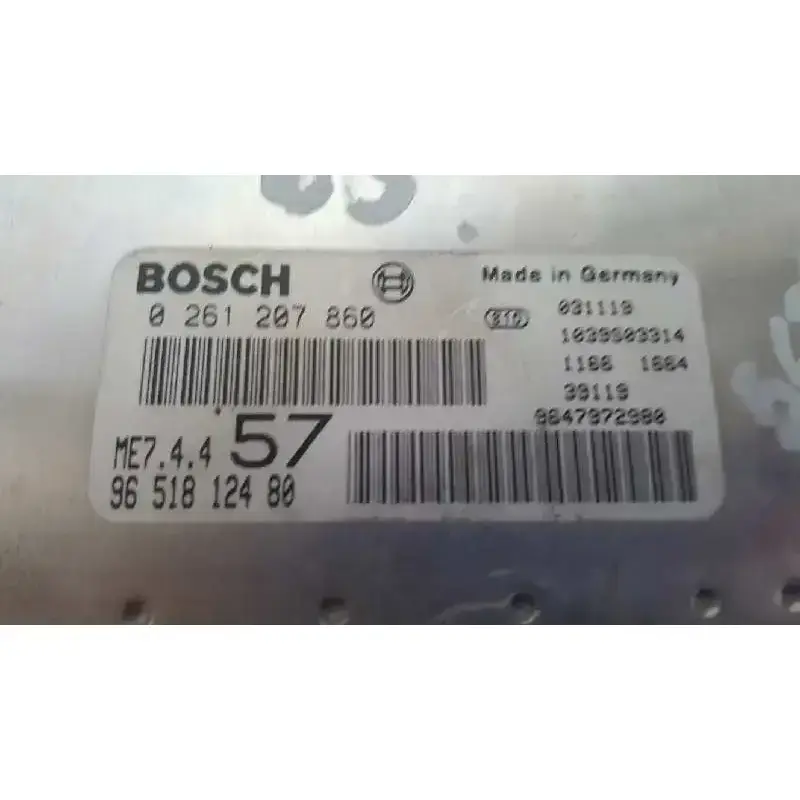 BOSCH
0 261 207 860
ME7.4.4 57
96 518 124 80
Made in Germany
031119
1039S03314
1166 1664
39119
9647972980